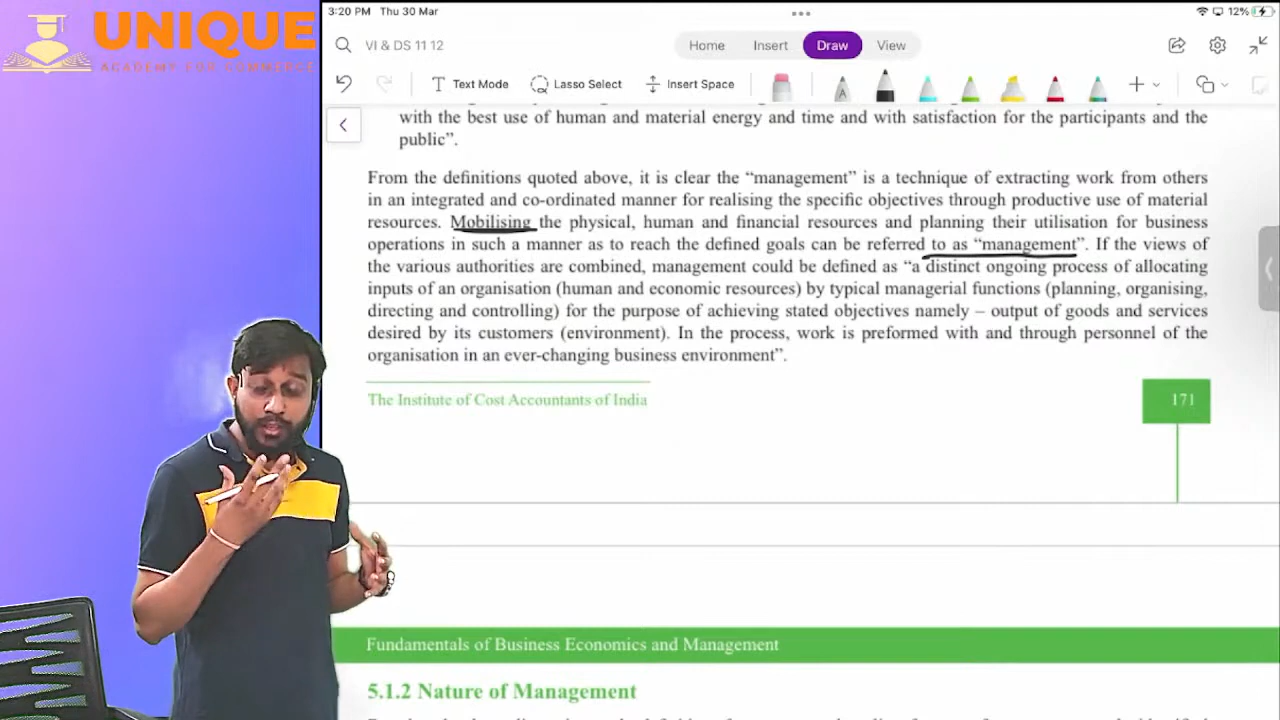 UNIQUE
ACADEMY FOR COMMERCE
3:20 PM Thu 30 Mar
12%
VI & DS 11 12
Home
Insert
Draw
View
Text Mode
Lasso Select
Insert Space
with the best use of human and material energy and time and with satisfaction for the participants and the
public”.
From the definitions quoted above, it is clear the “management” is a technique of extracting work from others
in an integrated and co-ordinated manner for realising the specific objectives through productive use of material
resources. Mobilising the physical, human and financial resources and planning their utilisation for business
operations in such a manner as to reach the defined goals can be referred to as “management”. If the views of
the various authorities are combined, management could be defined as “a distinct ongoing process of allocating
inputs of an organisation (human and economic resources) by typical managerial functions (planning, organising,
directing and controlling) for the purpose of achieving stated objectives namely – output of goods and services
desired by its customers (environment). In the process, work is preformed with and through personnel of the
organisation in an ever-changing business environment”.
The Institute of Cost Accountants of India
171
Fundamentals of Business Economics and Management
5.1.2 Nature of Management